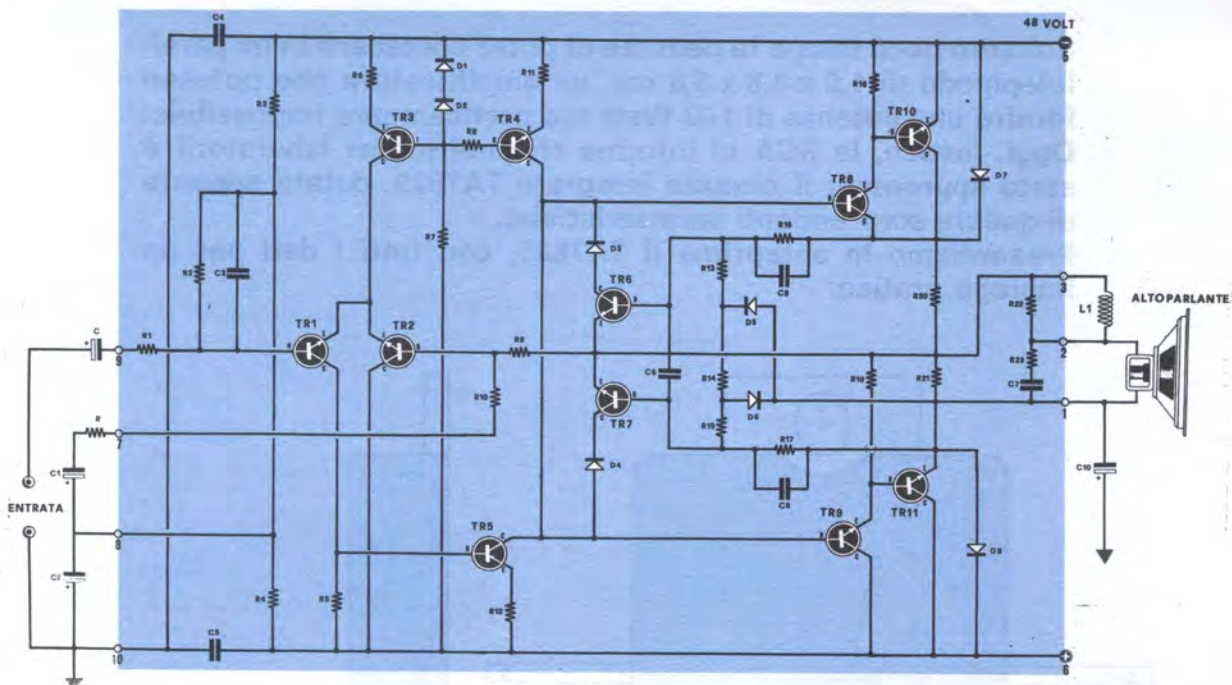 C4
48 VOLT
5
D1
R3
R6
R11
R18
D2
TR3
R8
TR4
TR10
TR8
D7
R7
R2
C3
D3
R13
R16
TR6
C8
3
R20
R22
L1
ALTOPARLANTE
D5
C
R1
TR1
TR2
R9
2
9
C6
R23
R14
R19
R21
R
R10
TR7
D6
C7
7
R15
1
C1
R17
D4
C9
C10
ENTRATA
TR11
8
TR5
TR9
D8
C2
R4
R5
R12
C5
10
6